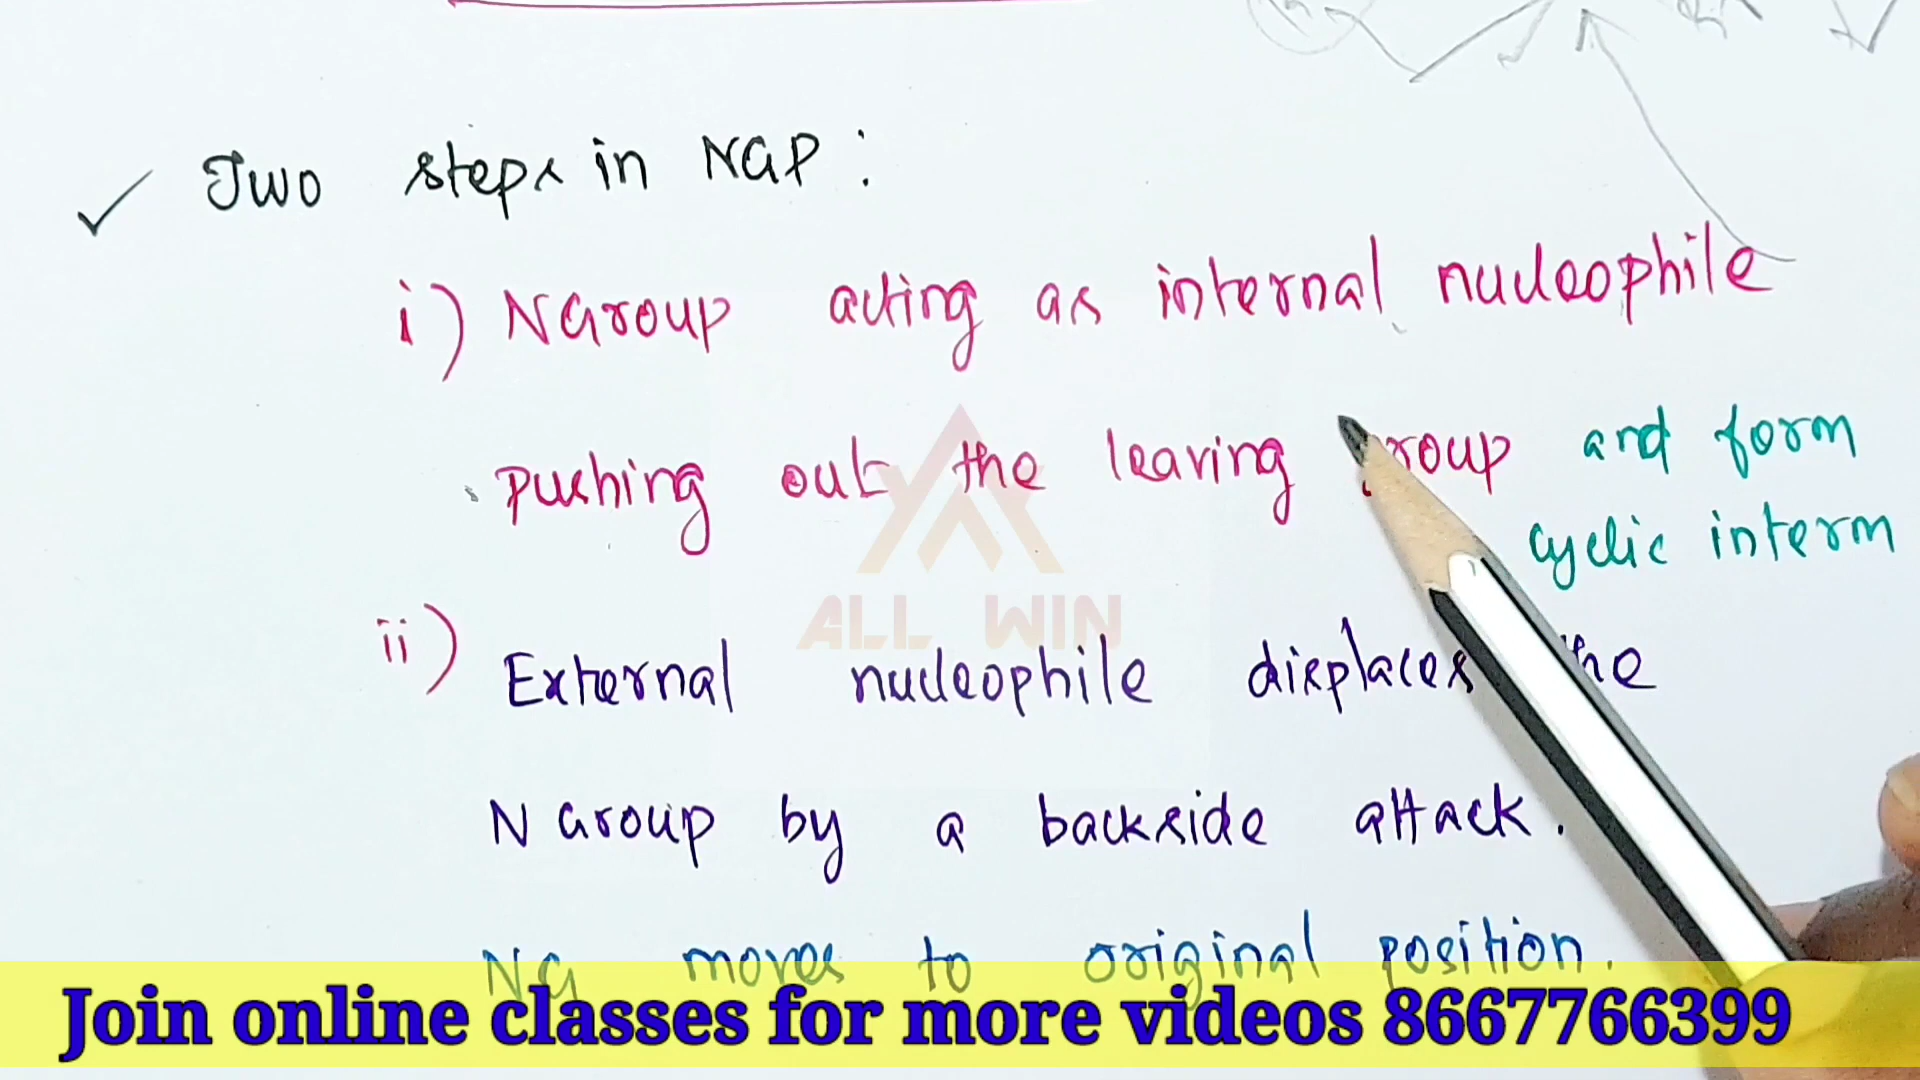 Two steps in NGP:
i) NGroup acting as internal nucleophile
pushing out the leaving group and form
cyclic interm
ALL WIN
ii) External nucleophile displaces the
N Group by a backside attack.
NG moves to original position.
Join online classes for more videos 8667766399